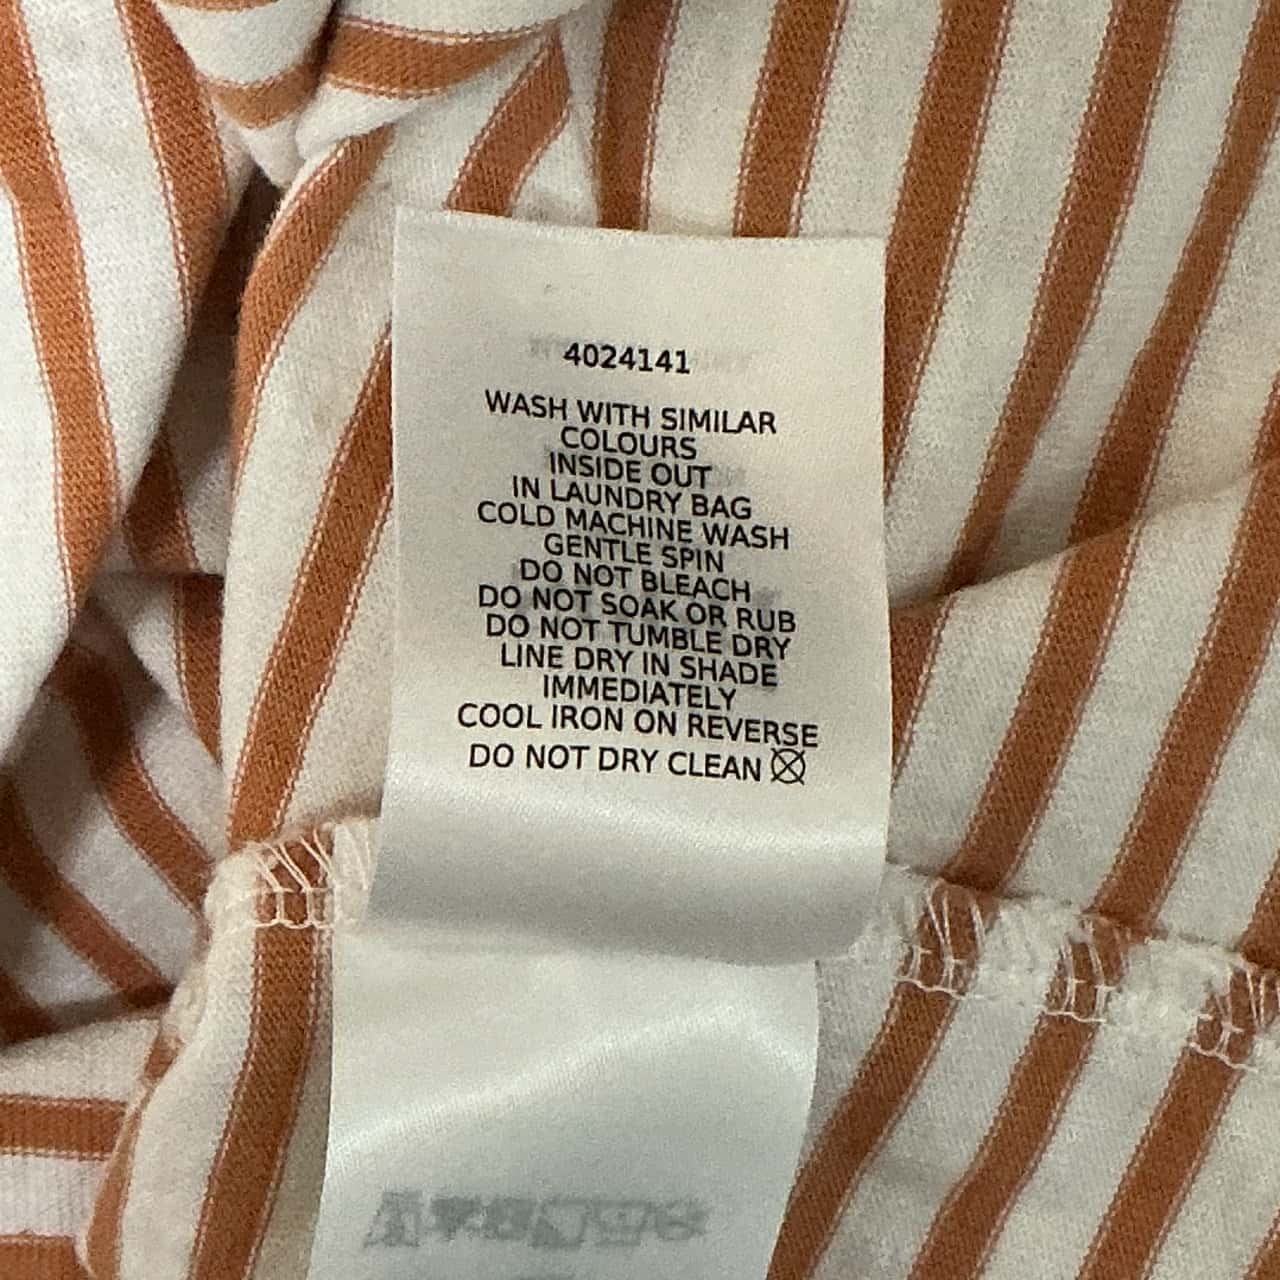 4024141
WASH WITH SIMILAR
COLOURS
INSIDE OUT
IN LAUNDRY BAG
COLD MACHINE WASH
GENTLE SPIN
DO NOT BLEACH
DO NOT SOAK OR RUB
DO NOT TUMBLE DRY
LINE DRY IN SHADE
IMMEDIATELY
COOL IRON ON REVERSE
DO NOT DRY CLEAN